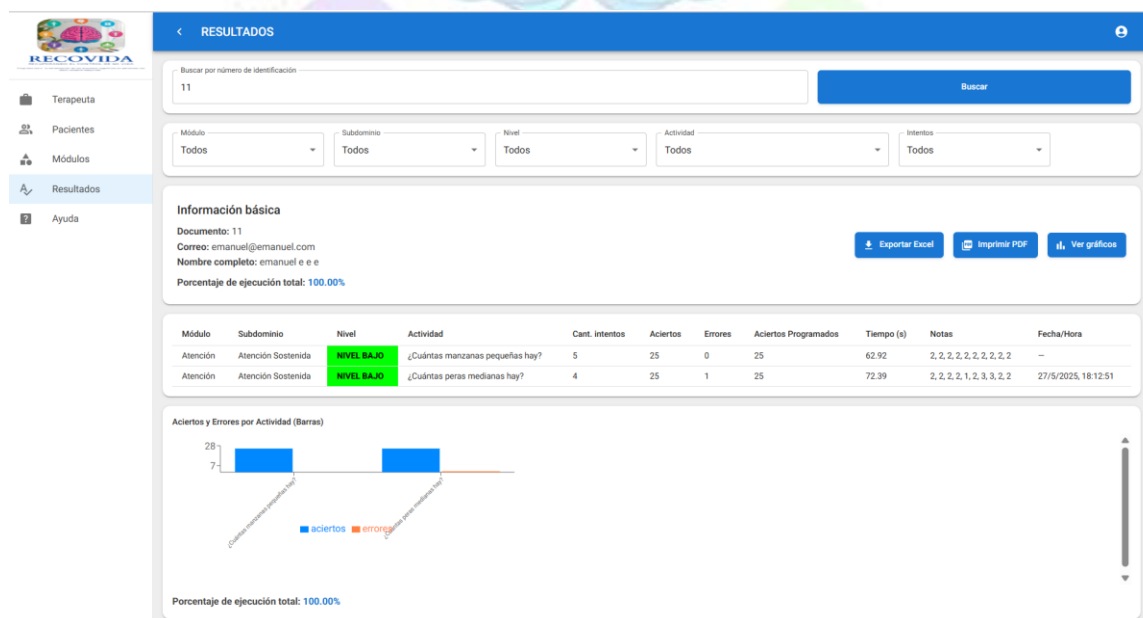 RECOVIDA
Terapeuta
Pacientes
Módulos
Resultados
Ayuda
RESULTADOS
Buscar por número de identificación
11
Buscar
Módulo Subdominio Nivel Actividad Intentos
Todos Todos Todos Todos Todos
Información básica
Documento: 11
Correo: emanuel@emanuel.com
Nombre completo: emanuel e e e
Porcentaje de ejecución total: 100.00%
Exportar Excel Imprimir PDF Ver gráficos
Módulo Subdominio Nivel Actividad Cant. intentos Aciertos Errores Aciertos Programados Tiempo (s) Notas Fecha/Hora
Atención Atención Sostenida NIVEL BAJO ¿Cuántas manzanas pequeñas hay? 5 25 0 25 62.92 2, 2, 2, 2, 2, 2, 2, 2, 2 —
Atención Atención Sostenida NIVEL BAJO ¿Cuántas peras medianas hay? 4 25 1 25 72.39 2, 2, 2, 2, 1, 2, 3, 3, 2, 2 27/5/2025, 18:12:51
Aciertos y Errores por Actividad (Barras)
28
7
¿Cuántas manzanas pequeñas hay?
¿Cuántas peras medianas hay?
aciertos errores
Porcentaje de ejecución total: 100.00%